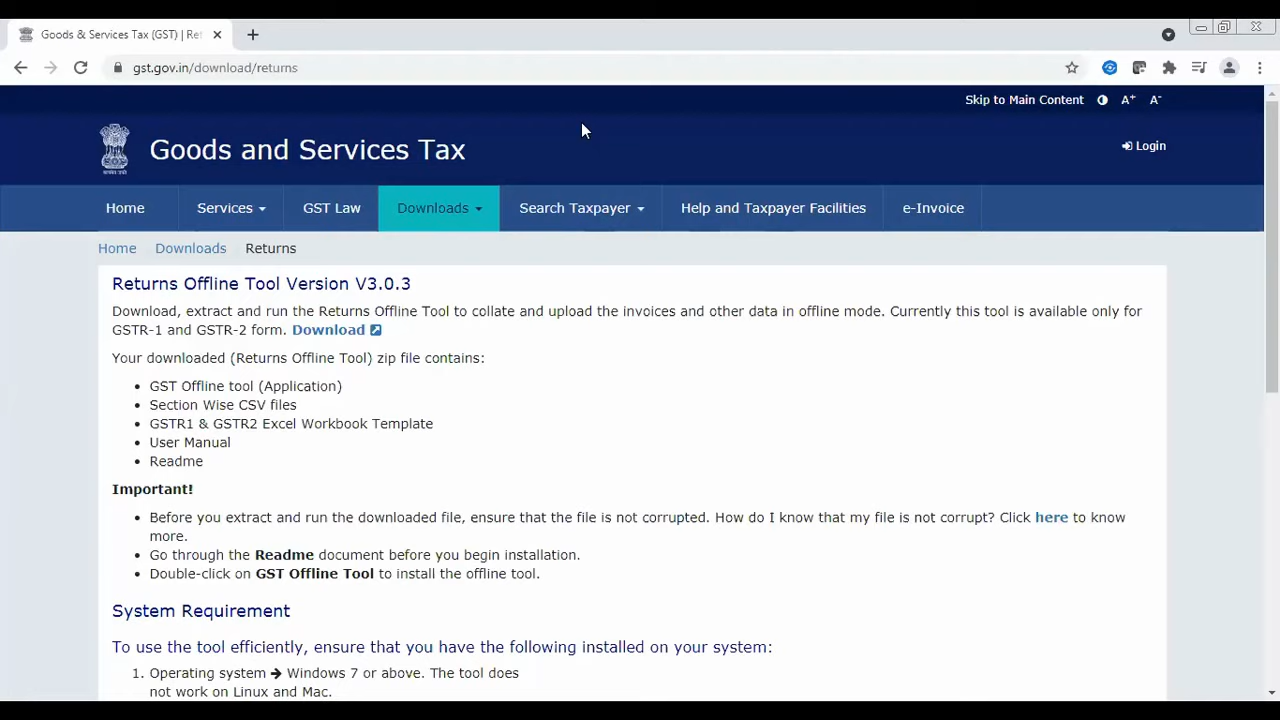 Goods & Services Tax (GST) | Ret
gst.gov.in/download/returns
Skip to Main Content A+ A-
Goods and Services Tax
Login
Home Services GST Law Downloads Search Taxpayer Help and Taxpayer Facilities e-Invoice
Home Downloads Returns
Returns Offline Tool Version V3.0.3
Download, extract and run the Returns Offline Tool to collate and upload the invoices and other data in offline mode. Currently this tool is available only for
GSTR-1 and GSTR-2 form. Download
Your downloaded (Returns Offline Tool) zip file contains:
• GST Offline tool (Application)
• Section Wise CSV files
• GSTR1 & GSTR2 Excel Workbook Template
• User Manual
• Readme
Important!
• Before you extract and run the downloaded file, ensure that the file is not corrupted. How do I know that my file is not corrupt? Click here to know
more.
• Go through the Readme document before you begin installation.
• Double-click on GST Offline Tool to install the offline tool.
System Requirement
To use the tool efficiently, ensure that you have the following installed on your system:
1. Operating system → Windows 7 or above. The tool does
not work on Linux and Mac.